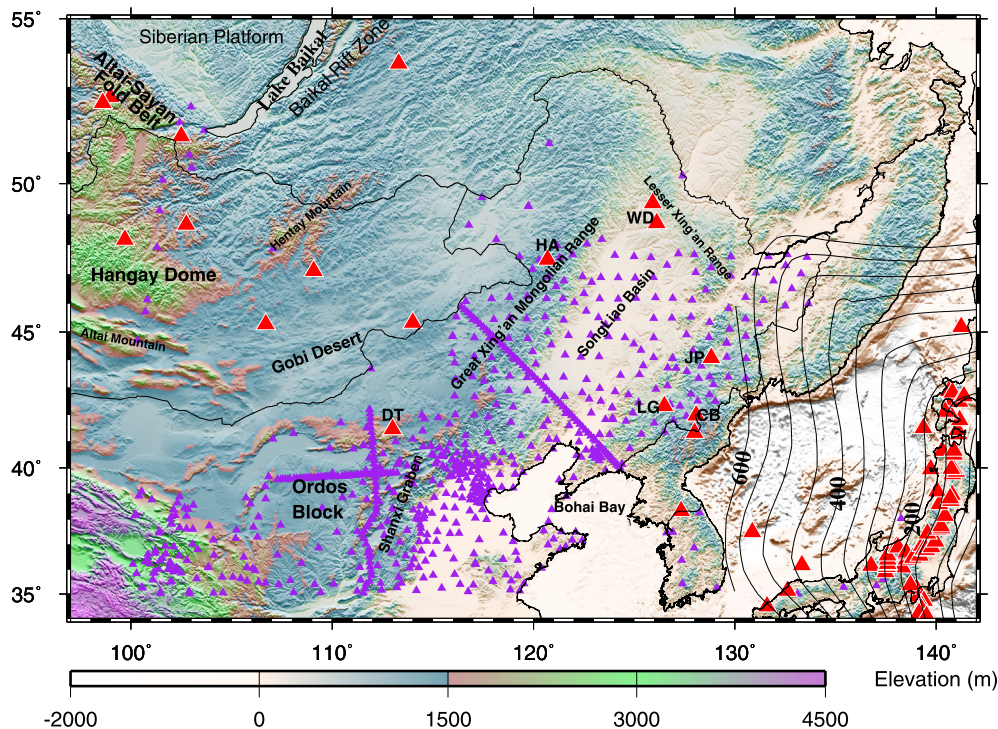 55˚
50˚
45˚
40˚
35˚
Siberian Platform
Lake Baikal
Baikal Rift Zone
Altai-Sayan
Fold Belt
Hentay Mountain
Lesser Xing'an Range
WD
HA
Hangay Dome
Great Xing'an Mongolian Range
SongLiao Basin
Altai Mountain
Gobi Desert
JP
LG
CB
DT
Ordos
Block
Shanxi Graben
Bohai Bay
600
400
200
100˚
110˚
120˚
130˚
140˚
Elevation (m)
-2000
0
1500
3000
4500